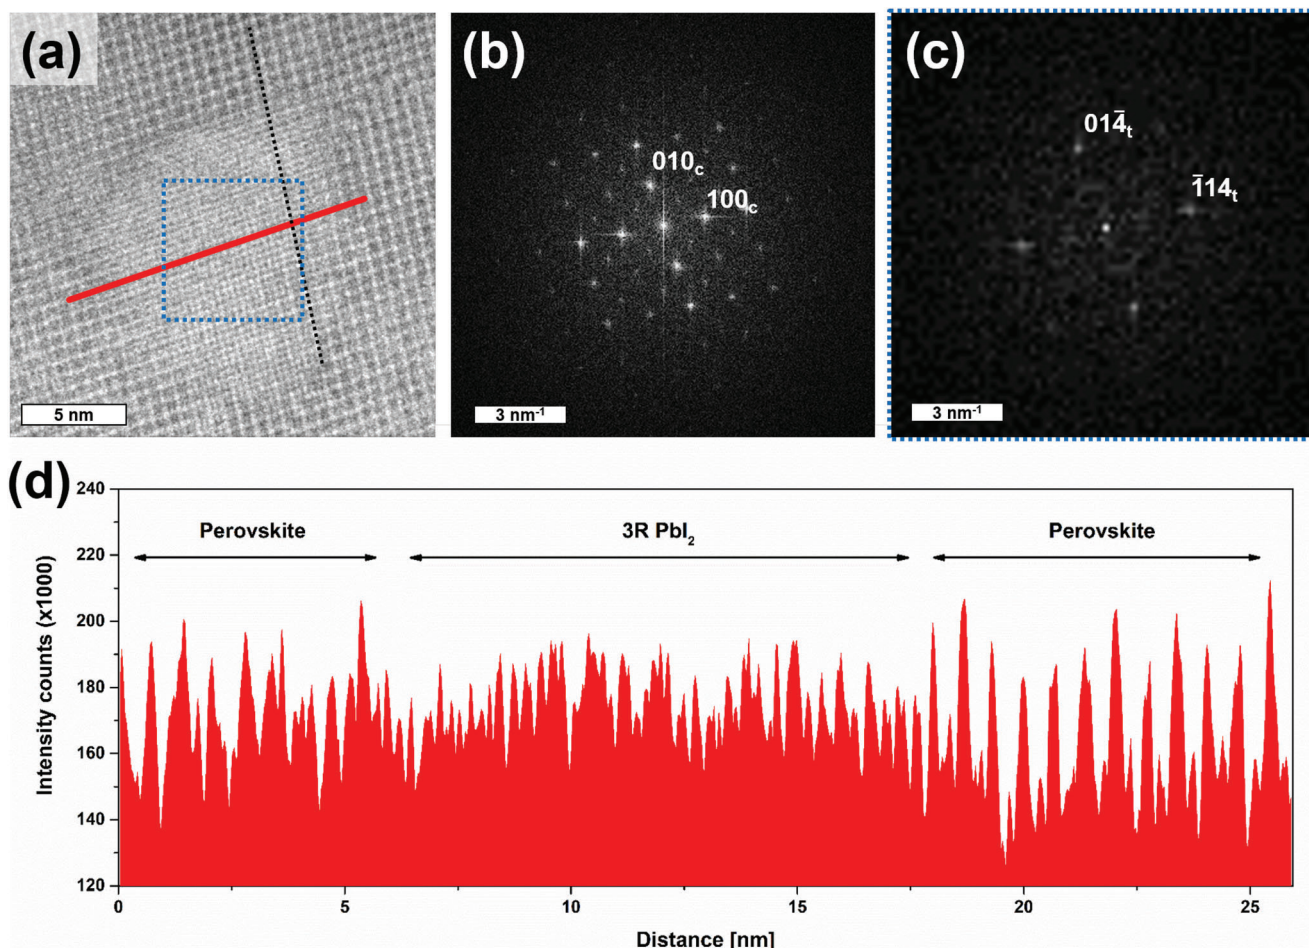 (a)
5 nm
(b)
010c
100c
3 nm⁻¹
(c)
014̄t
1̄14t
3 nm⁻¹
(d)
Intensity counts (x1000)
240
220
200
180
160
140
120
Perovskite
3R PbI₂
Perovskite
0
5
10
15
20
25
Distance [nm]